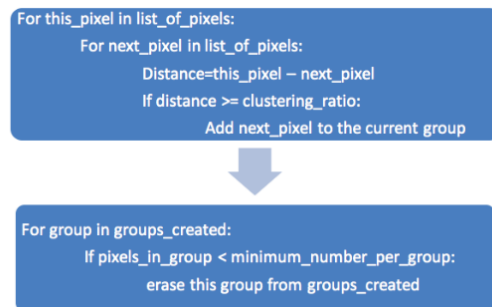 For this_pixel in list_of_pixels:
For next_pixel in list_of_pixels:
Distance=this_pixel – next_pixel
If distance >= clustering_ratio:
Add next_pixel to the current group
For group in groups_created:
If pixels_in_group < minimum_number_per_group:
erase this group from groups_created